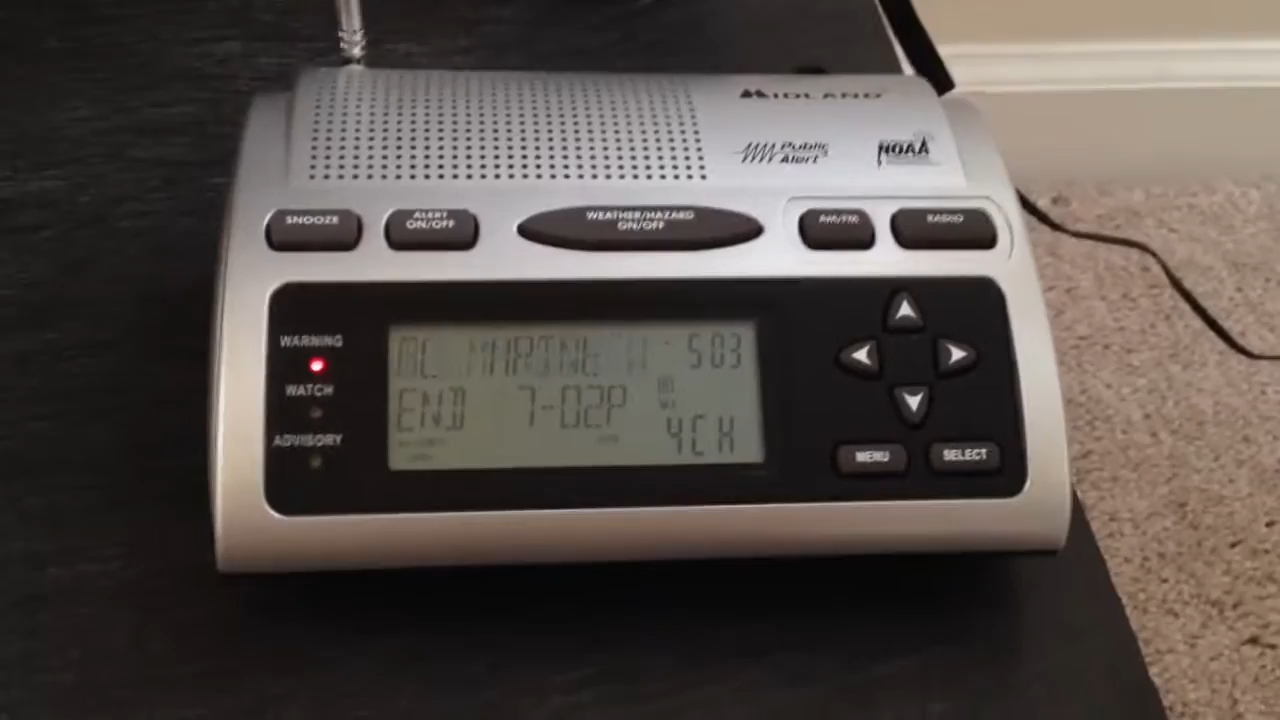 MIDLAND
Public Alert
NOAA
SNOOZE
ALERT ON/OFF
WEATHER/HAZARD ON/OFF
AM/FM
RADIO
WARNING
WATCH
ADVISORY
503
END 7-02P
4CH
MENU
SELECT